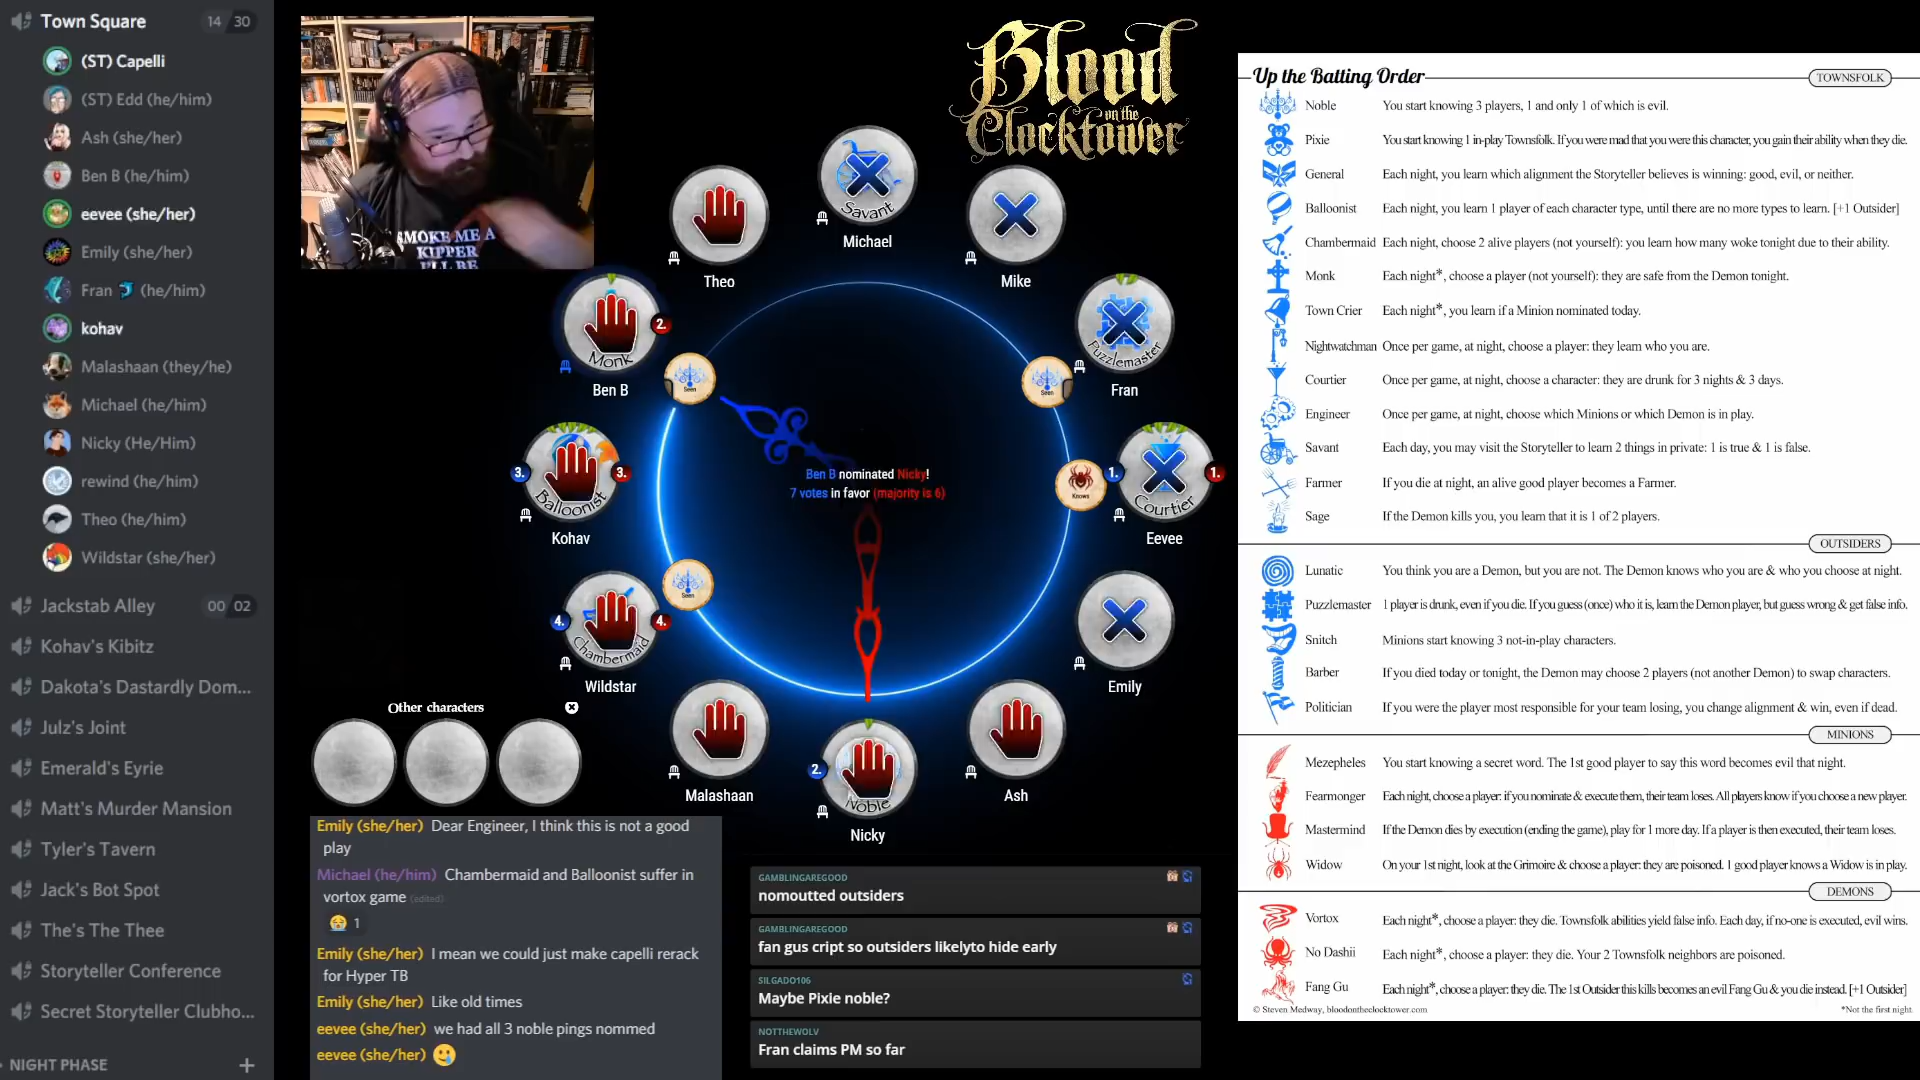 Town Square
14 30
(ST) Capelli
(ST) Edd (he/him)
Ash (she/her)
Ben B (he/him)
eevee (she/her)
Emily (she/her)
Fran 🐬 (he/him)
kohav
Malashaan (they/he)
Michael (he/him)
Nicky (He/Him)
rewind (he/him)
Theo (he/him)
Wildstar (she/her)
Jackstab Alley
00 02
Kohav's Kibitz
Dakota's Dastardly Dom...
Julz's Joint
Emerald's Eyrie
Matt's Murder Mansion
Tyler's Tavern
Jack's Bot Spot
The's The Thee
Storyteller Conference
Secret Storyteller Clubho...
NIGHT PHASE
SMOKE ME A
KIPPER
I'LL BE
Blood
on the
Clocktower
Savant
Michael
Theo
Mike
Monk
2.
Ben B
Seen
Puzzlemaster
Fran
Seen
Balloonist
3.
3.
Kohav
Knows
Courtier
1.
1.
Eevee
Ben B nominated Nicky!
7 votes in favor (majority is 6)
Chambermaid
4.
4.
Wildstar
Seen
Emily
Malashaan
Noble
2.
Nicky
Ash
Other characters
Emily (she/her) Dear Engineer, I think this is not a good
play
Michael (he/him) Chambermaid and Balloonist suffer in
vortox game (edited)
1
Emily (she/her) I mean we could just make capelli rerack
for Hyper TB
Emily (she/her) Like old times
eevee (she/her) we had all 3 noble pings nommed
eevee (she/her)
GAMBLINGAREGOOD
nomoutted outsiders
GAMBLINGAREGOOD
fan gus cript so outsiders likelyto hide early
SILGADO106
Maybe Pixie noble?
NOTTHEWOLV
Fran claims PM so far
Up the Batting Order
TOWNSFOLK
Noble You start knowing 3 players, 1 and only 1 of which is evil.
Pixie You start knowing 1 in-play Townsfolk. If you were mad that you were this character, you gain their ability when they die.
General Each night, you learn which alignment the Storyteller believes is winning: good, evil, or neither.
Balloonist Each night, you learn 1 player of each character type, until there are no more types to learn. [+1 Outsider]
Chambermaid Each night, choose 2 alive players (not yourself): you learn how many woke tonight due to their ability.
Monk Each night*, choose a player (not yourself): they are safe from the Demon tonight.
Town Crier Each night*, you learn if a Minion nominated today.
Nightwatchman Once per game, at night, choose a player: they learn who you are.
Courtier Once per game, at night, choose a character: they are drunk for 3 nights & 3 days.
Engineer Once per game, at night, choose which Minions or which Demon is in play.
Savant Each day, you may visit the Storyteller to learn 2 things in private: 1 is true & 1 is false.
Farmer If you die at night, an alive good player becomes a Farmer.
Sage If the Demon kills you, you learn that it is 1 of 2 players.
OUTSIDERS
Lunatic You think you are a Demon, but you are not. The Demon knows who you are & who you choose at night.
Puzzlemaster 1 player is drunk, even if you die. If you guess (once) who it is, learn the Demon player, but guess wrong & get false info.
Snitch Minions start knowing 3 not-in-play characters.
Barber If you died today or tonight, the Demon may choose 2 players (not another Demon) to swap characters.
Politician If you were the player most responsible for your team losing, you change alignment & win, even if dead.
MINIONS
Mezepheles You start knowing a secret word. The 1st good player to say this word becomes evil that night.
Fearmonger Each night, choose a player: if you nominate & execute them, their team loses. All players know if you choose a new player.
Mastermind If the Demon dies by execution (ending the game), play for 1 more day. If a player is then executed, their team loses.
Widow On your 1st night, look at the Grimoire & choose a player: they are poisoned. 1 good player knows a Widow is in play.
DEMONS
Vortox Each night*, choose a player: they die. Townsfolk abilities yield false info. Each day, if no-one is executed, evil wins.
No Dashii Each night*, choose a player: they die. Your 2 Townsfolk neighbors are poisoned.
Fang Gu Each night*, choose a player: they die. The 1st Outsider this kills becomes an evil Fang Gu & you die instead. [+1 Outsider]
© Steven Medway, bloodontheclocktower.com
*Not the first night.